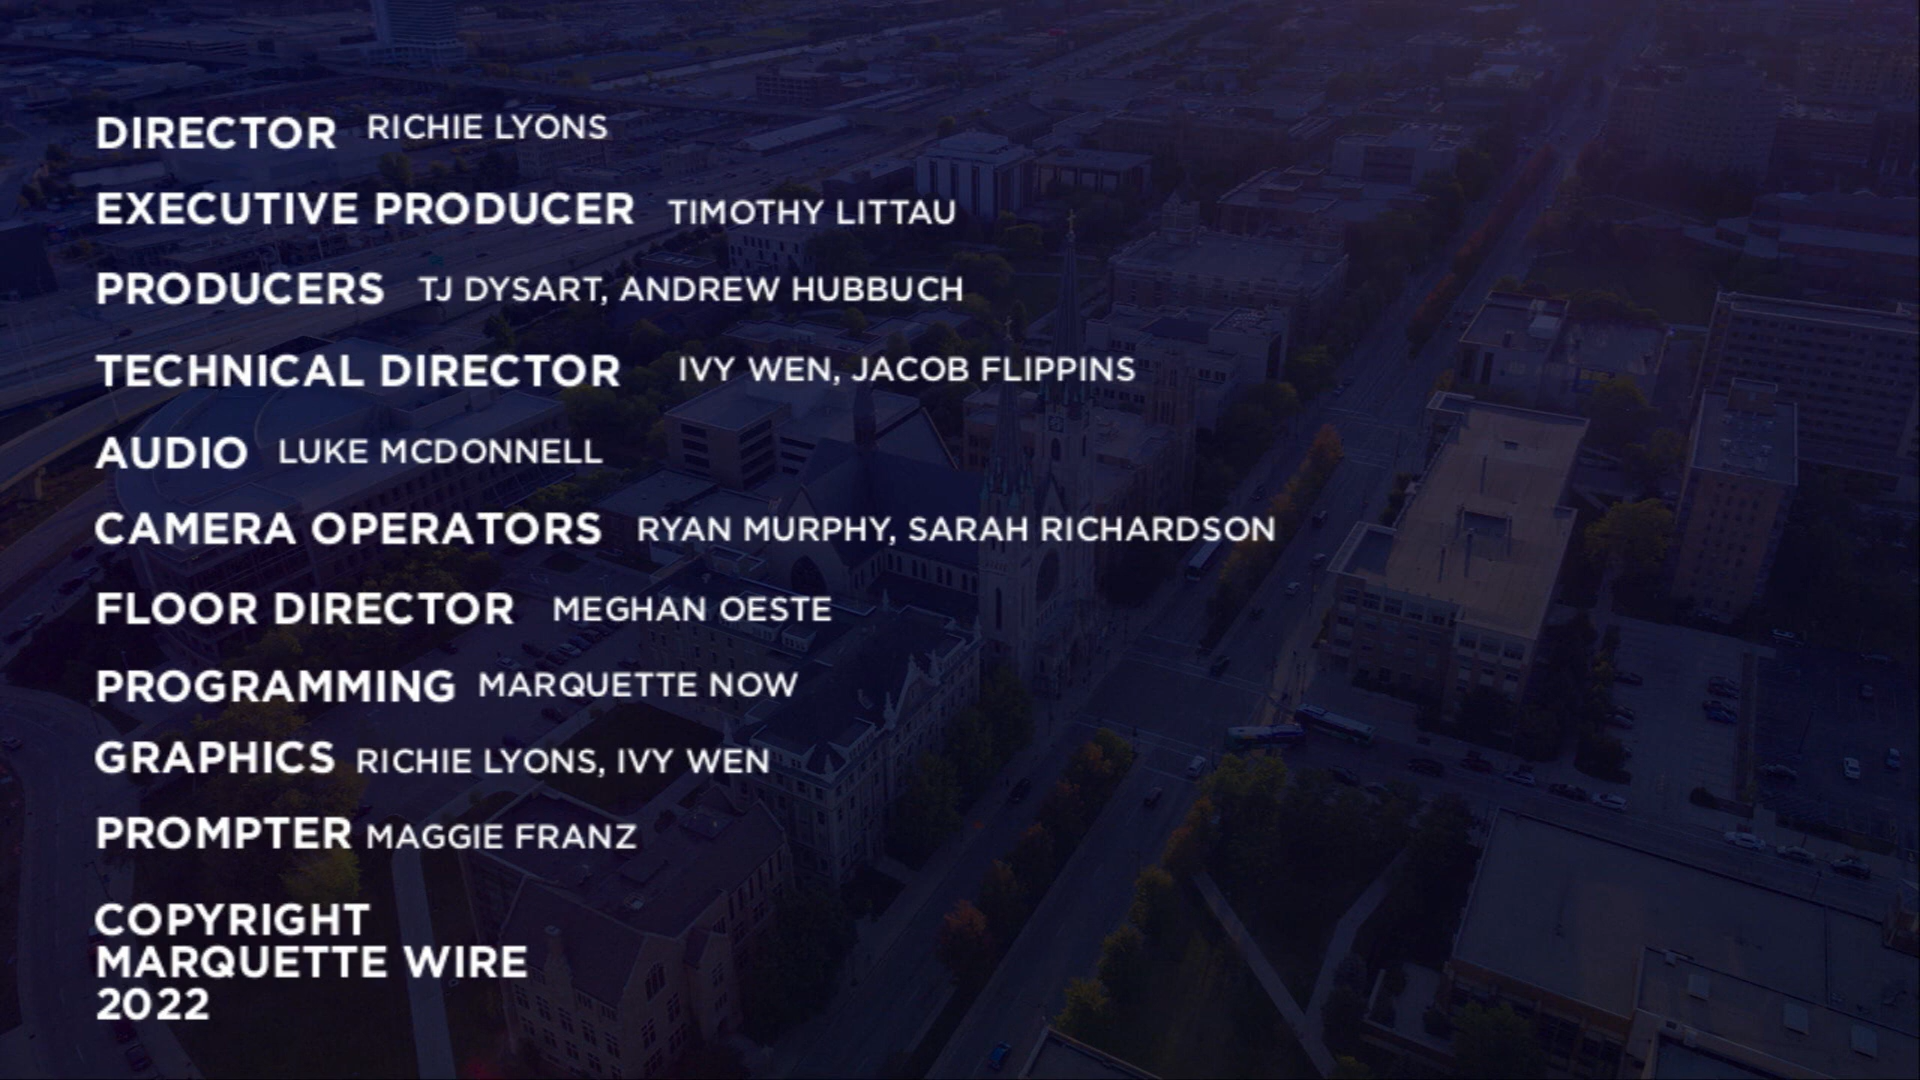 DIRECTOR RICHIE LYONS
EXECUTIVE PRODUCER TIMOTHY LITTAU
PRODUCERS TJ DYSART, ANDREW HUBBUCH
TECHNICAL DIRECTOR IVY WEN, JACOB FLIPPINS
AUDIO LUKE MCDONNELL
CAMERA OPERATORS RYAN MURPHY, SARAH RICHARDSON
FLOOR DIRECTOR MEGHAN OESTE
PROGRAMMING MARQUETTE NOW
GRAPHICS RICHIE LYONS, IVY WEN
PROMPTER MAGGIE FRANZ
COPYRIGHT
MARQUETTE WIRE
2022